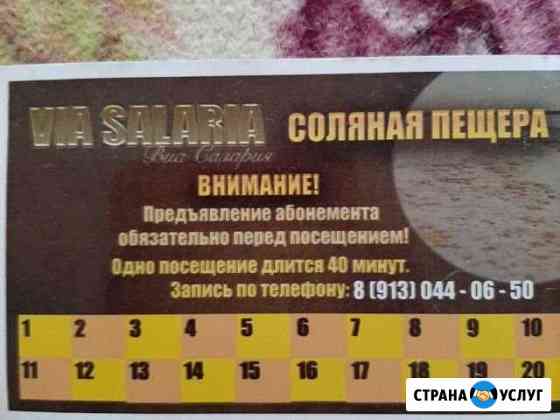 VIA SALARIA СОЛЯНАЯ ПЕЩЕРА
Виа Салария
ВНИМАНИЕ!
Предъявление абонемента
обязательно перед посещением!
Одно посещение длится 40 минут.
Запись по телефону: 8 (913) 044 - 06 - 50
1 2 3 4 5 6 7 8 9 10
11 12 13 14 15 16 17 18 19 20
СТРАНА УСЛУГ